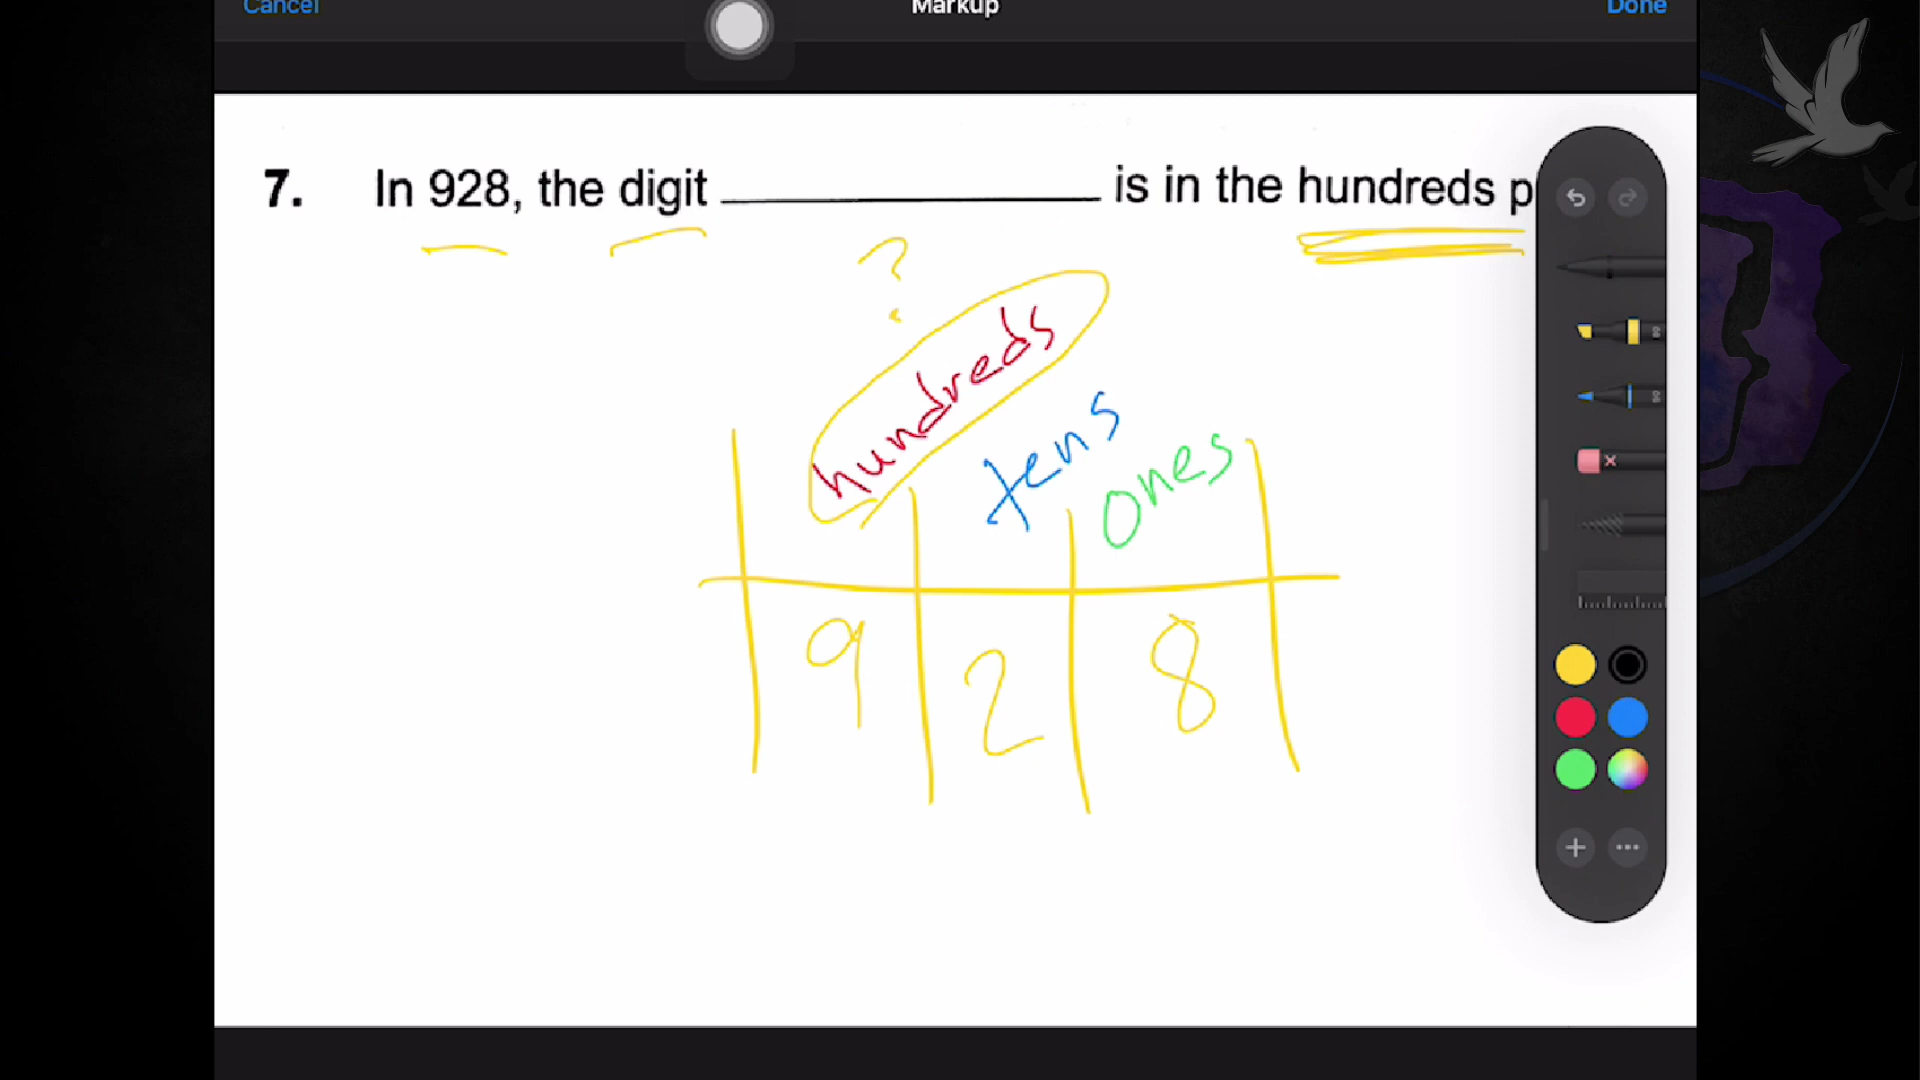 Cancel Markup Done
7. In 928, the digit ____________ is in the hundreds p
?
hundreds
tens
ones
9 2 8